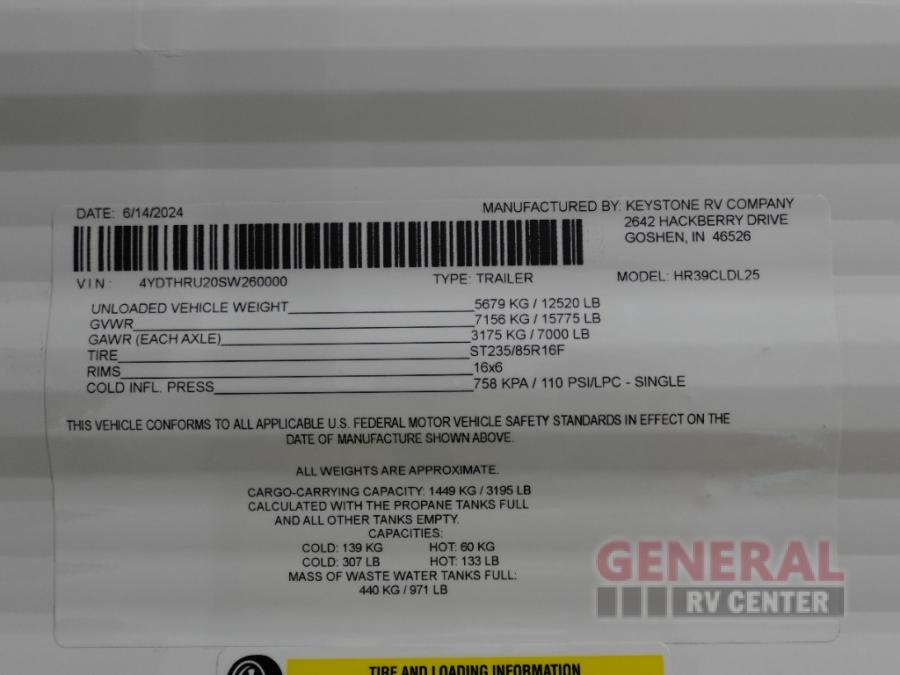 DATE: 6/14/2024 MANUFACTURED BY: KEYSTONE RV COMPANY
2642 HACKBERRY DRIVE
GOSHEN, IN 46526
VIN: 4YDTHRU20SW260000 TYPE: TRAILER MODEL: HR39CLDL25
UNLOADED VEHICLE WEIGHT 5679 KG / 12520 LB
GVWR 7156 KG / 15775 LB
GAWR (EACH AXLE) 3175 KG / 7000 LB
TIRE ST235/85R16F
RIMS 16x6
COLD INFL. PRESS 758 KPA / 110 PSI/LPC - SINGLE
THIS VEHICLE CONFORMS TO ALL APPLICABLE U.S. FEDERAL MOTOR VEHICLE SAFETY STANDARDS IN EFFECT ON THE
DATE OF MANUFACTURE SHOWN ABOVE.
ALL WEIGHTS ARE APPROXIMATE.
CARGO-CARRYING CAPACITY: 1449 KG / 3195 LB
CALCULATED WITH THE PROPANE TANKS FULL
AND ALL OTHER TANKS EMPTY.
CAPACITIES:
COLD: 139 KG HOT: 60 KG
COLD: 307 LB HOT: 133 LB
MASS OF WASTE WATER TANKS FULL:
440 KG / 971 LB
GENERAL
RV CENTER
TIRE AND LOADING INFORMATION